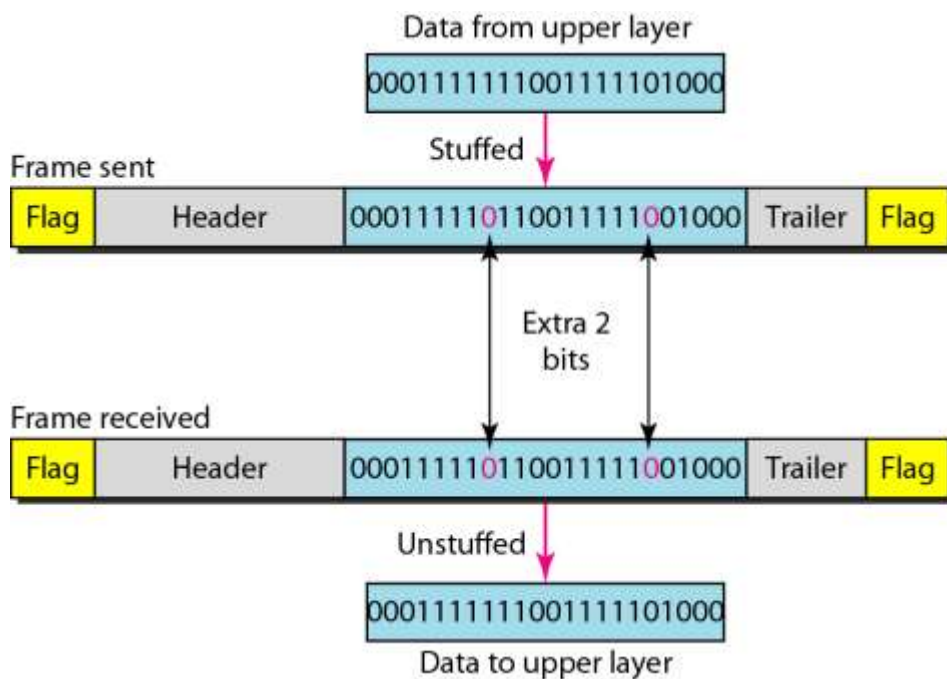 Data from upper layer
0001111111001111101000
Stuffed
Frame sent
Flag Header 000111110110011111001000 Trailer Flag
Extra 2
bits
Frame received
Flag Header 000111110110011111001000 Trailer Flag
Unstuffed
0001111111001111101000
Data to upper layer